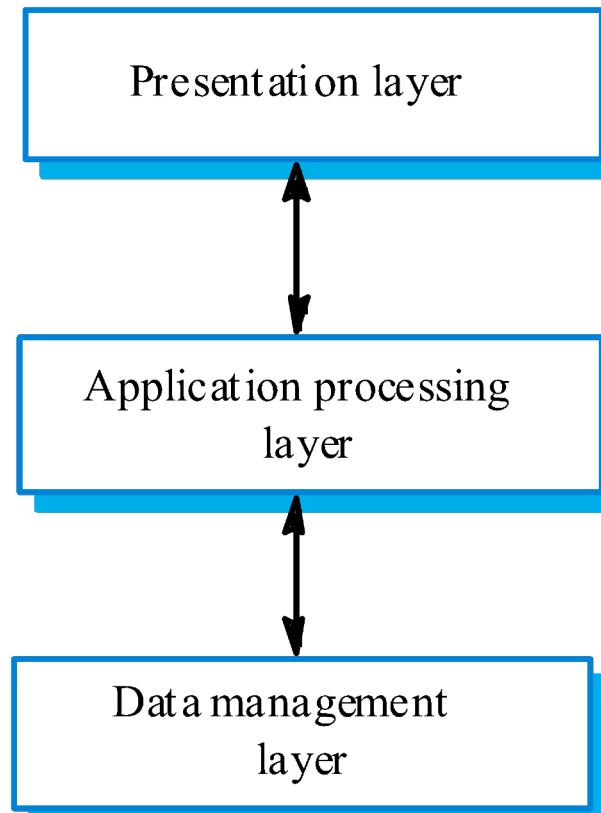 Presentation layer
Application processing
layer
Data management
layer